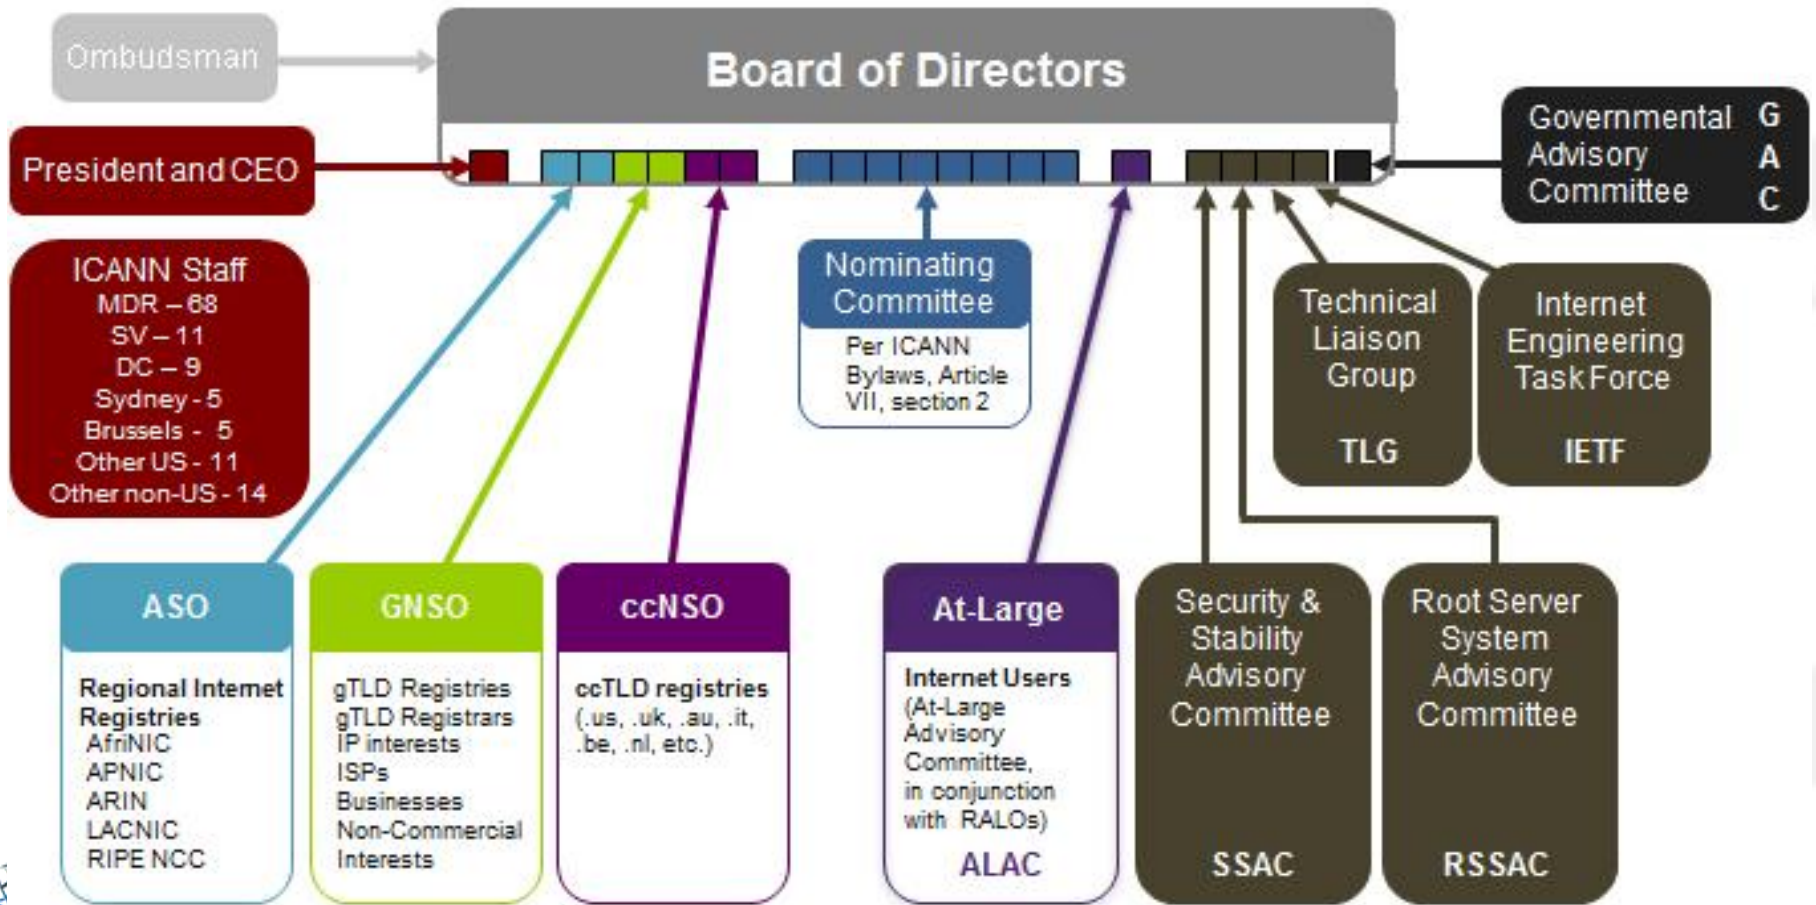 Ombudsman
Board of Directors
President and CEO
Governmental G
Advisory A
Committee C
ICANN Staff
MDR – 68
SV – 11
DC – 9
Sydney - 5
Brussels - 5
Other US - 11
Other non-US - 14
Nominating
Committee
Per ICANN
Bylaws, Article
VII, section 2
Technical
Liaison
Group
TLG
Internet
Engineering
Task Force
IETF
ASO
Regional Internet
Registries
AfriNIC
APNIC
ARIN
LACNIC
RIPE NCC
GNSO
gTLD Registries
gTLD Registrars
IP interests
ISPs
Businesses
Non-Commercial
Interests
ccNSO
ccTLD registries
(.us, .uk, .au, .it,
.be, .nl, etc.)
At-Large
Internet Users
(At-Large
Advisory
Committee,
in conjunction
with RALOs)
ALAC
Security &
Stability
Advisory
Committee
SSAC
Root Server
System
Advisory
Committee
RSSAC